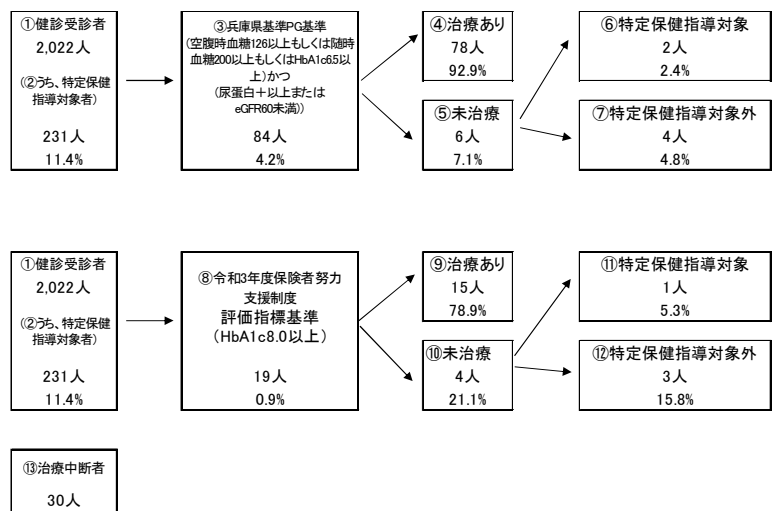 ①健診受診者
2,022人
(②うち、特定保健
指導対象者)
231人
11.4%
③兵庫県基準PG基準
(空腹時血糖126以上もしくは随時
血糖200以上もしくはHbA1c6.5以
上)かつ
(尿蛋白+以上または
eGFR60未満))
84人
4.2%
④治療あり
78人
92.9%
⑤未治療
6人
7.1%
⑥特定保健指導対象
2人
2.4%
⑦特定保健指導対象外
4人
4.8%
①健診受診者
2,022人
(②うち、特定保健
指導対象者)
231人
11.4%
⑧令和3年度保険者努力
支援制度
評価指標基準
(HbA1c8.0以上)
19人
0.9%
⑨治療あり
15人
78.9%
⑩未治療
4人
21.1%
⑪特定保健指導対象
1人
5.3%
⑫特定保健指導対象外
3人
15.8%
⑬治療中断者
30人